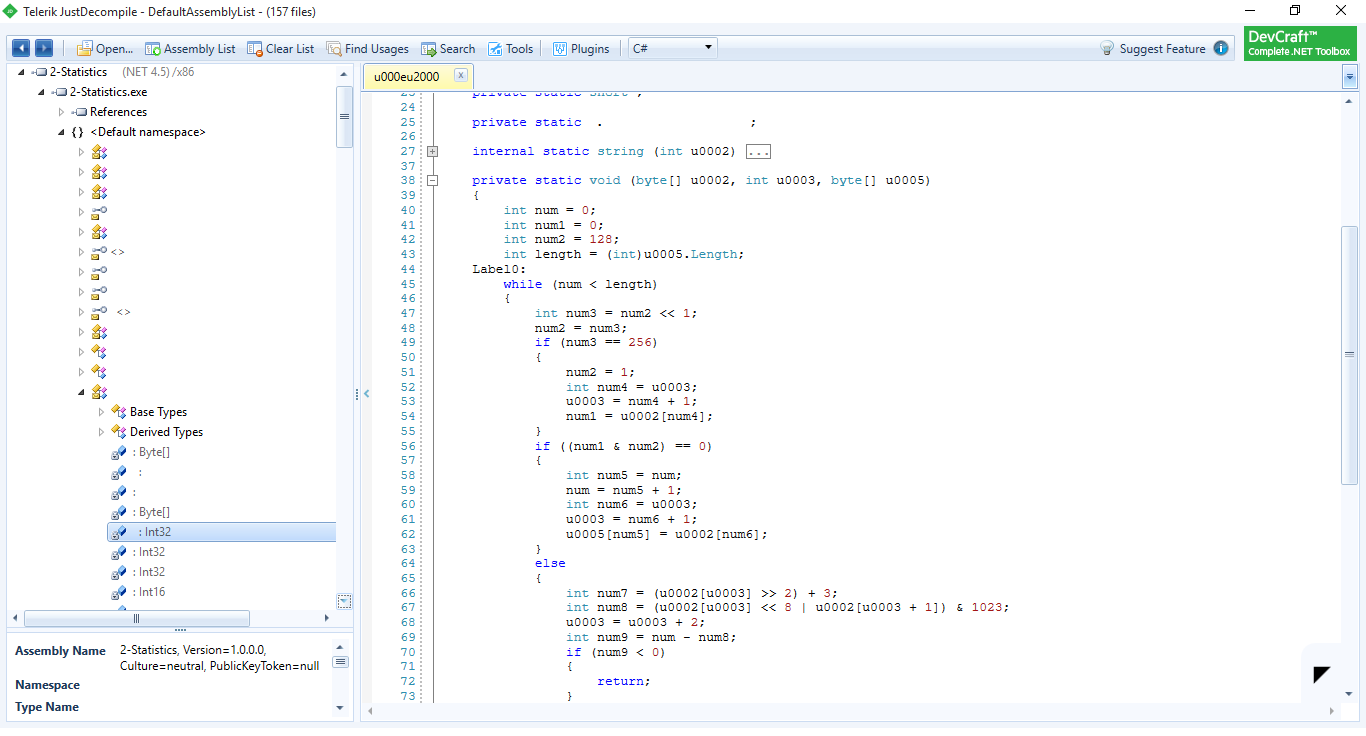 Telerik JustDecompile - DefaultAssemblyList - (157 files)
Open...
Assembly List
Clear List
Find Usages
Search
Tools
Plugins
C#
Suggest Feature
DevCraft™
Complete .NET Toolbox
2-Statistics (NET 4.5) /x86
2-Statistics.exe
References
{} <Default namespace>
<>
<>
Base Types
Derived Types
: Byte[]
:
:
: Byte[]
: Int32
: Int32
: Int32
: Int16
Assembly Name 2-Statistics, Version=1.0.0.0,
Culture=neutral, PublicKeyToken=null
Namespace
Type Name
u000eu2000 x
23 private static short ;
24
25 private static . ;
26
27 internal static string (int u0002) ...
37
38 private static void (byte[] u0002, int u0003, byte[] u0005)
39 {
40 int num = 0;
41 int num1 = 0;
42 int num2 = 128;
43 int length = (int)u0005.Length;
44 Label0:
45 while (num < length)
46 {
47 int num3 = num2 << 1;
48 num2 = num3;
49 if (num3 == 256)
50 {
51 num2 = 1;
52 int num4 = u0003;
53 u0003 = num4 + 1;
54 num1 = u0002[num4];
55 }
56 if ((num1 & num2) == 0)
57 {
58 int num5 = num;
59 num = num5 + 1;
60 int num6 = u0003;
61 u0003 = num6 + 1;
62 u0005[num5] = u0002[num6];
63 }
64 else
65 {
66 int num7 = (u0002[u0003] >> 2) + 3;
67 int num8 = (u0002[u0003] << 8 | u0002[u0003 + 1]) & 1023;
68 u0003 = u0003 + 2;
69 int num9 = num - num8;
70 if (num9 < 0)
71 {
72 return;
73 }